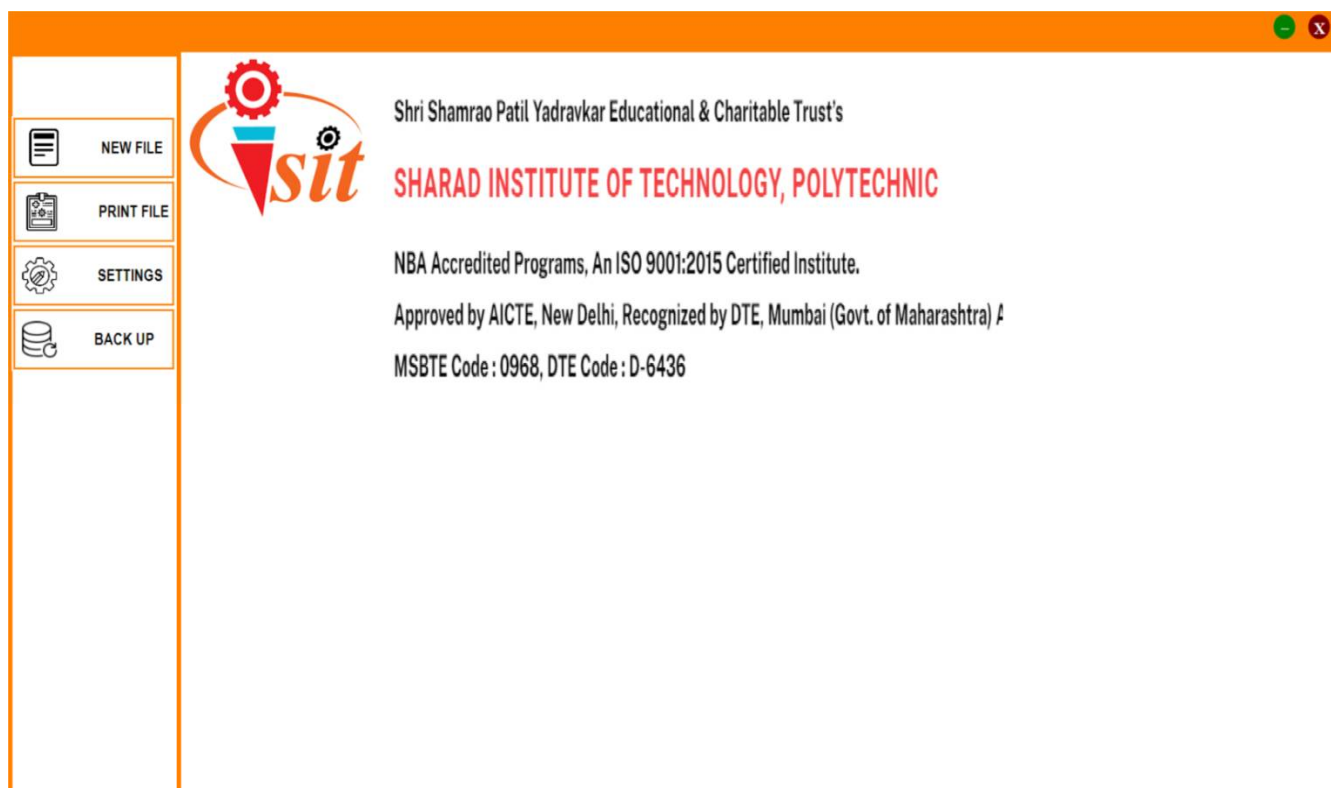 – X
NEW FILE
PRINT FILE
SETTINGS
BACK UP
sit
Shri Shamrao Patil Yadravkar Educational & Charitable Trust's
SHARAD INSTITUTE OF TECHNOLOGY, POLYTECHNIC
NBA Accredited Programs, An ISO 9001:2015 Certified Institute.
Approved by AICTE, New Delhi, Recognized by DTE, Mumbai (Govt. of Maharashtra)
MSBTE Code : 0968, DTE Code : D-6436